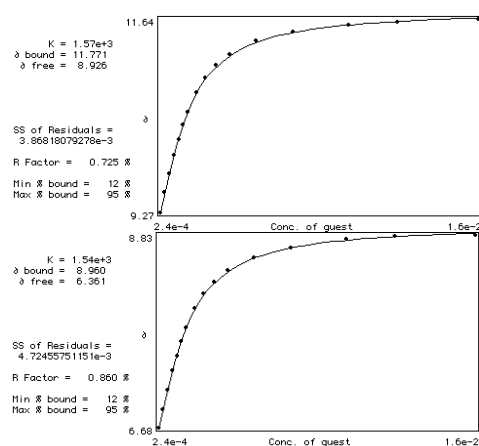 11.64
K = 1.57e+3
∂ bound = 11.771
∂ free = 8.926
∂
SS of Residuals =
3.86818079278e-3
R Factor = 0.725 %
Min % bound = 12 %
Max % bound = 95 %
9.27
2.4e-4 Conc. of guest 1.6e-2
8.83
K = 1.54e+3
∂ bound = 8.960
∂ free = 6.361
∂
SS of Residuals =
4.72455751151e-3
R Factor = 0.860 %
Min % bound = 12 %
Max % bound = 95 %
6.68
2.4e-4 Conc. of guest 1.6e-2